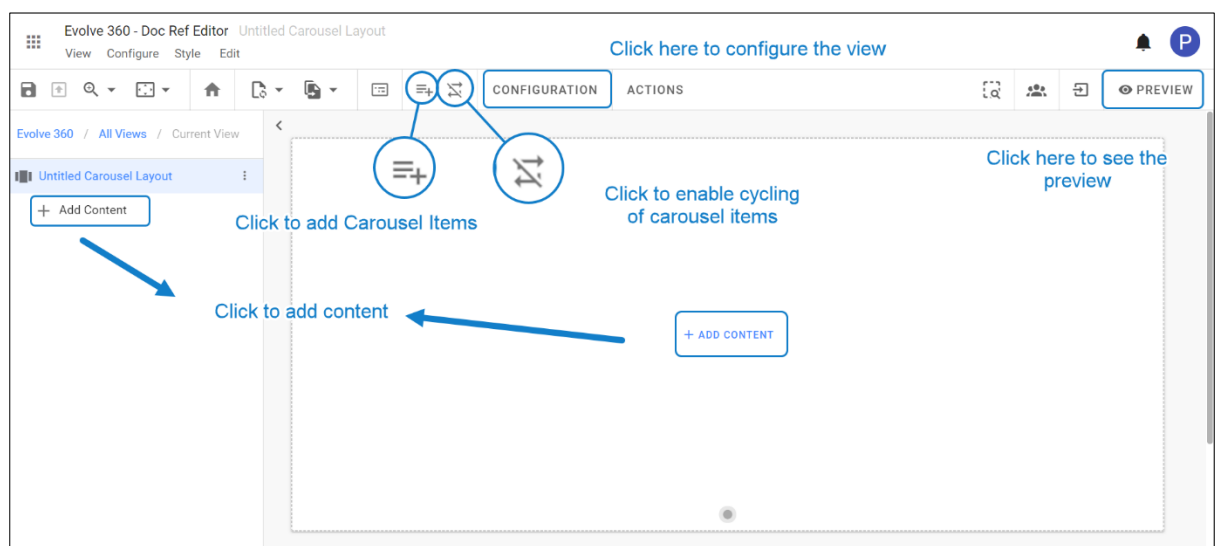 Evolve 360 - Doc Ref Editor Untitled Carousel Layout
View Configure Style Edit
Click here to configure the view
P
CONFIGURATION
ACTIONS
PREVIEW
Evolve 360 / All Views / Current View
Untitled Carousel Layout
+ Add Content
Click to add Carousel Items
Click to enable cycling
of carousel items
Click here to see the
preview
Click to add content
+ ADD CONTENT